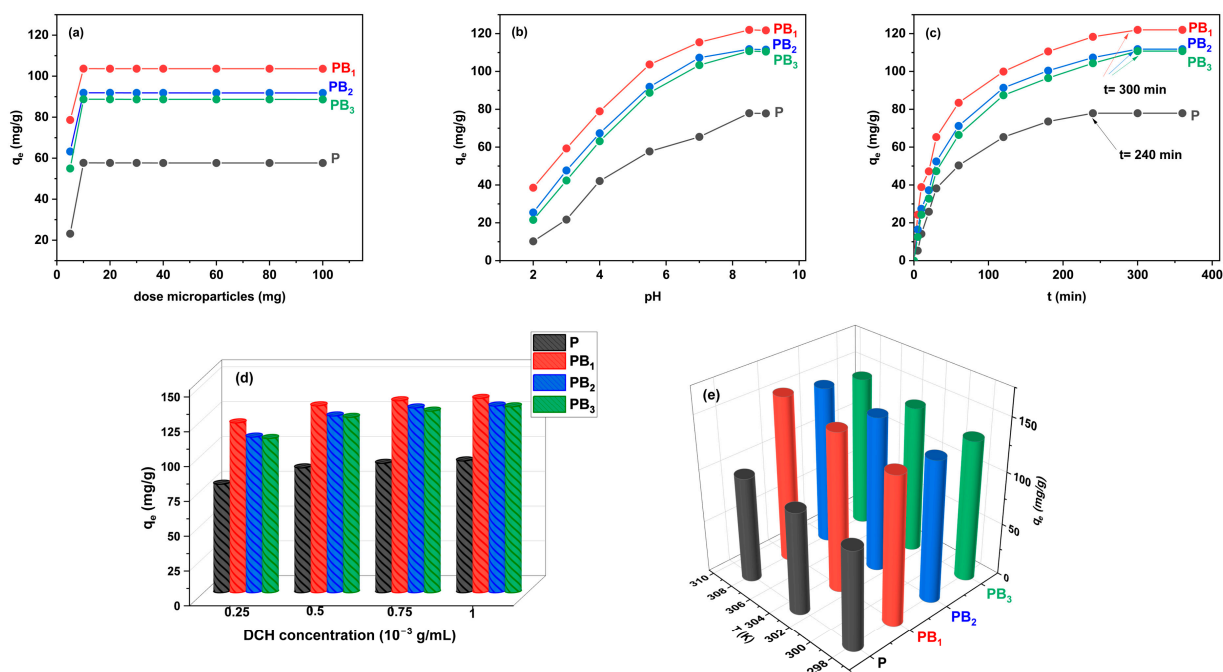 (a)
120
100
80
60
40
20
qₑ (mg/g)
PB₁
PB₂
PB₃
P
0 20 40 60 80 100
dose microparticles (mg)
(b)
120
100
80
60
40
20
0
qₑ (mg/g)
PB₁
PB₂
PB₃
P
0 2 4 6 8 10
pH
(c)
120
100
80
60
40
20
0
qₑ (mg/g)
PB₁
PB₂
PB₃
t= 300 min
P
t= 240 min
0 100 200 300 400
t (min)
(d)
P
PB₁
PB₂
PB₃
150
125
100
75
50
25
0
qₑ (mg/g)
0.25 0.5 0.75 1
DCH concentration (10⁻³ g/mL)
(e)
150
100
50
0
qₑ (mg/g)
310
308
306
304
302
300
298
T (K)
P
PB₁
PB₂
PB₃